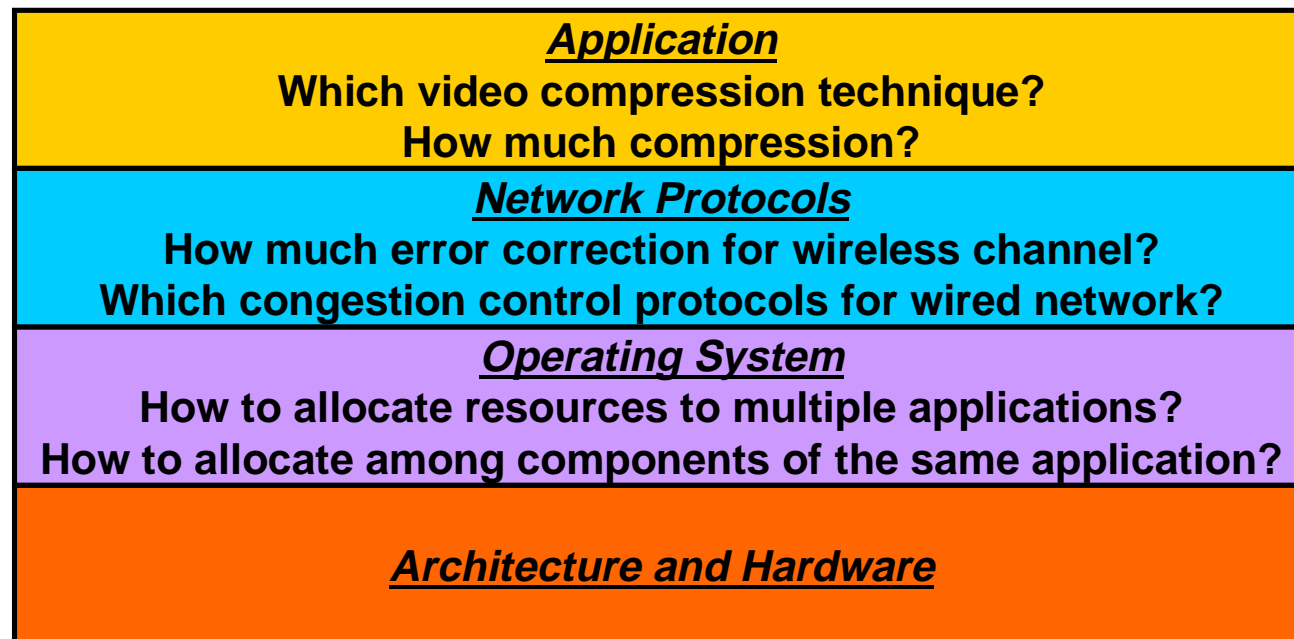 Application
Which video compression technique?
How much compression?
Network Protocols
How much error correction for wireless channel?
Which congestion control protocols for wired network?
Operating System
How to allocate resources to multiple applications?
How to allocate among components of the same application?
Architecture and Hardware